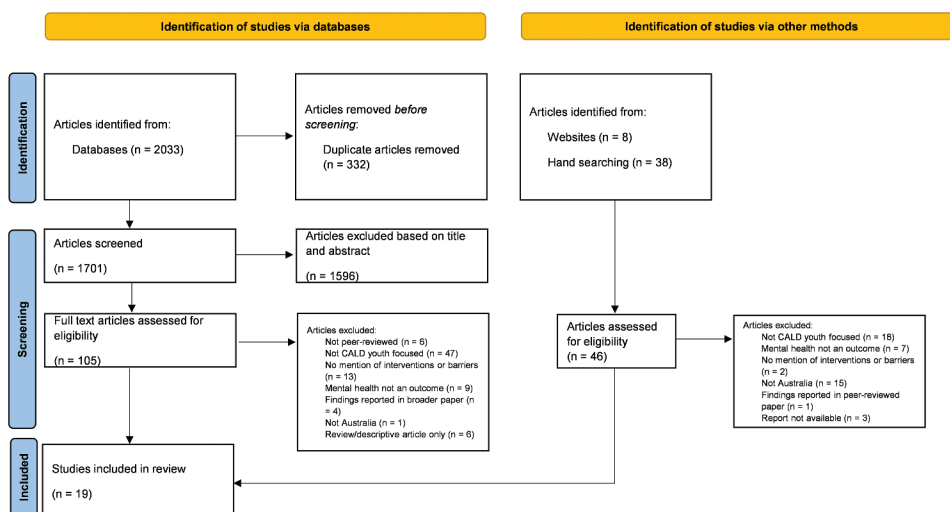 Identification of studies via databases
Identification of studies via other methods
Identification
Articles identified from:
Databases (n = 2033)
Articles removed before
screening:
Duplicate articles removed
(n = 332)
Articles identified from:
Websites (n = 8)
Hand searching (n = 38)
Screening
Articles screened
(n = 1701)
Articles excluded based on title
and abstract
(n = 1596)
Full text articles assessed for
eligibility
(n = 105)
Articles excluded:
Not peer-reviewed (n = 6)
Not CALD youth focused (n = 47)
No mention of interventions or barriers
(n = 13)
Mental health not an outcome (n = 9)
Findings reported in broader paper (n
= 4)
Not Australia (n = 1)
Review/descriptive article only (n = 6)
Articles assessed
for eligibility
(n = 46)
Articles excluded:
Not CALD youth focused (n = 18)
Mental health not an outcome (n = 7)
No mention of interventions or barriers
(n = 2)
Not Australia (n = 15)
Findings reported in peer-reviewed
paper (n = 1)
Report not available (n = 3)
Included
Studies included in review
(n = 19)